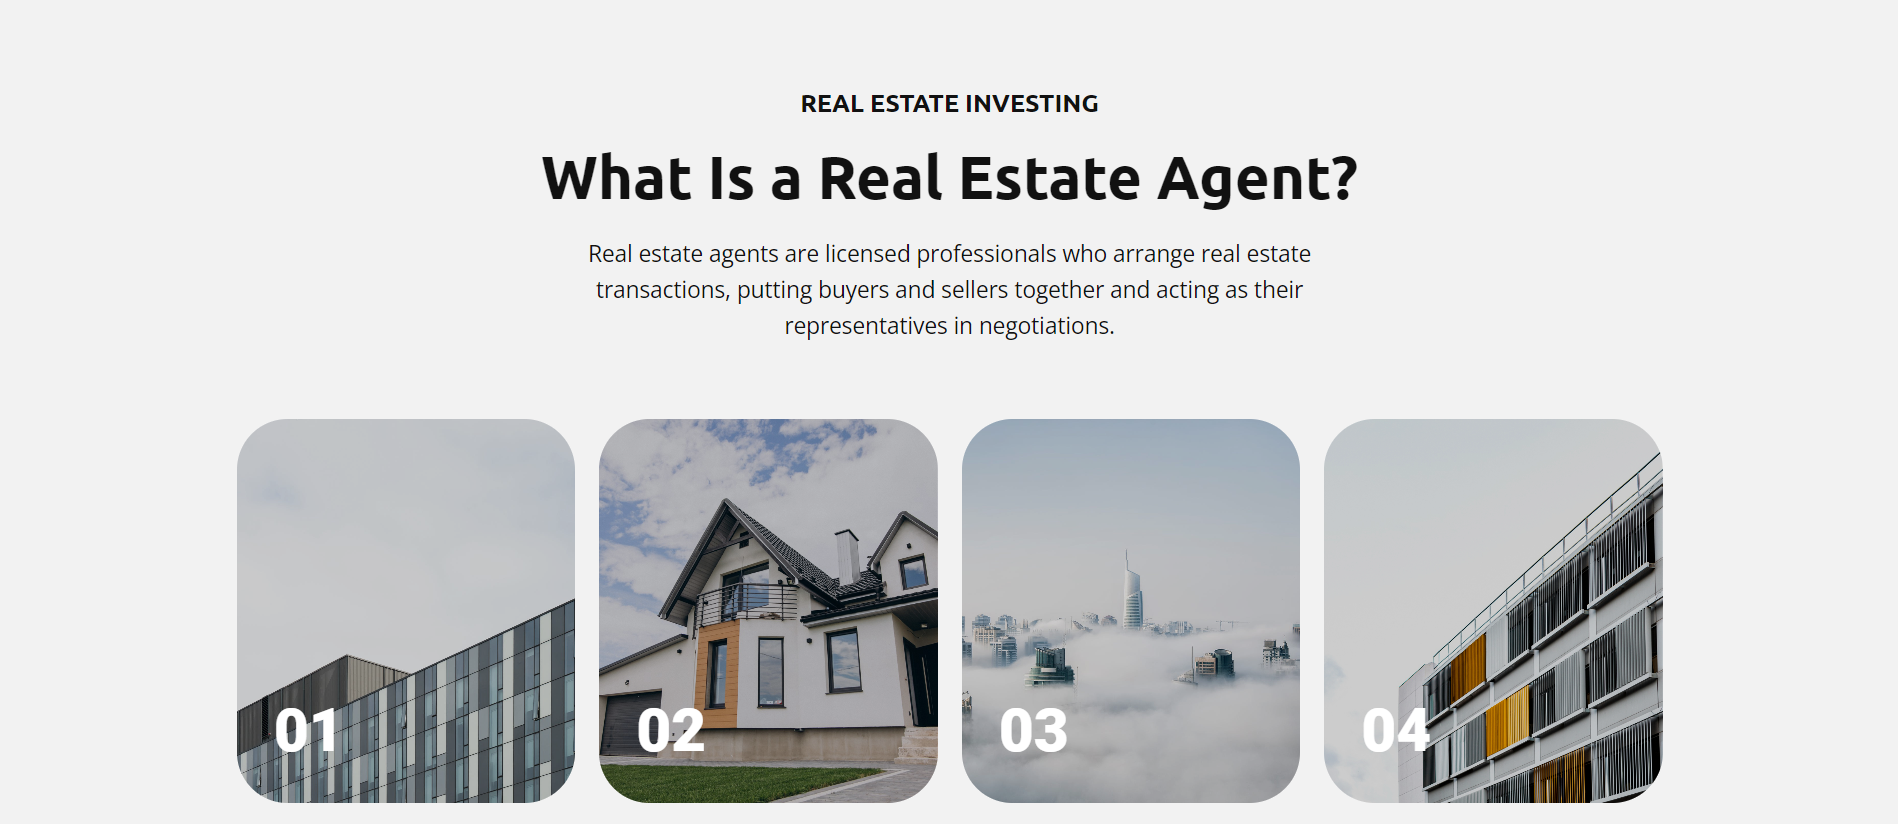 REAL ESTATE INVESTING
What Is a Real Estate Agent?
Real estate agents are licensed professionals who arrange real estate
transactions, putting buyers and sellers together and acting as their
representatives in negotiations.
01
02
03
04